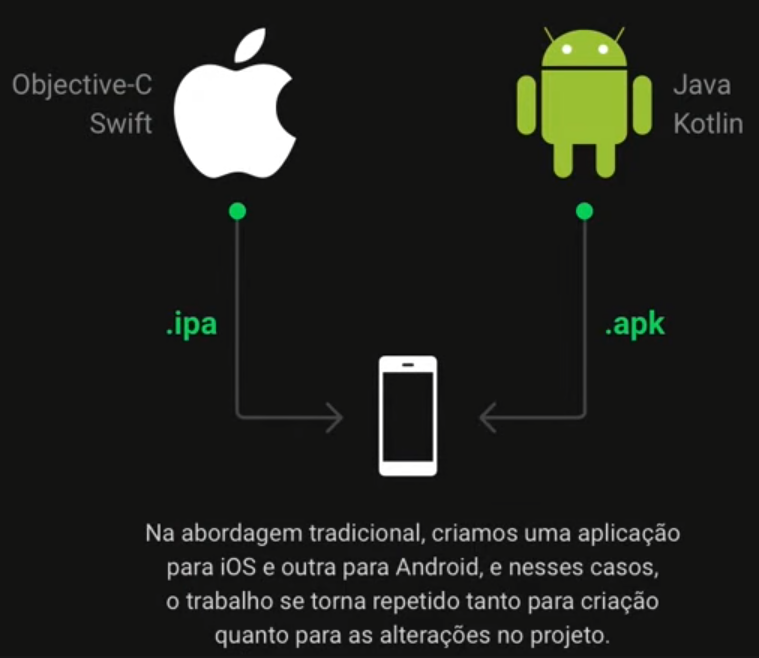 Objective-C
Swift
Java
Kotlin
.ipa
.apk
Na abordagem tradicional, criamos uma aplicação
para iOS e outra para Android, e nesses casos,
o trabalho se torna repetido tanto para criação
quanto para as alterações no projeto.